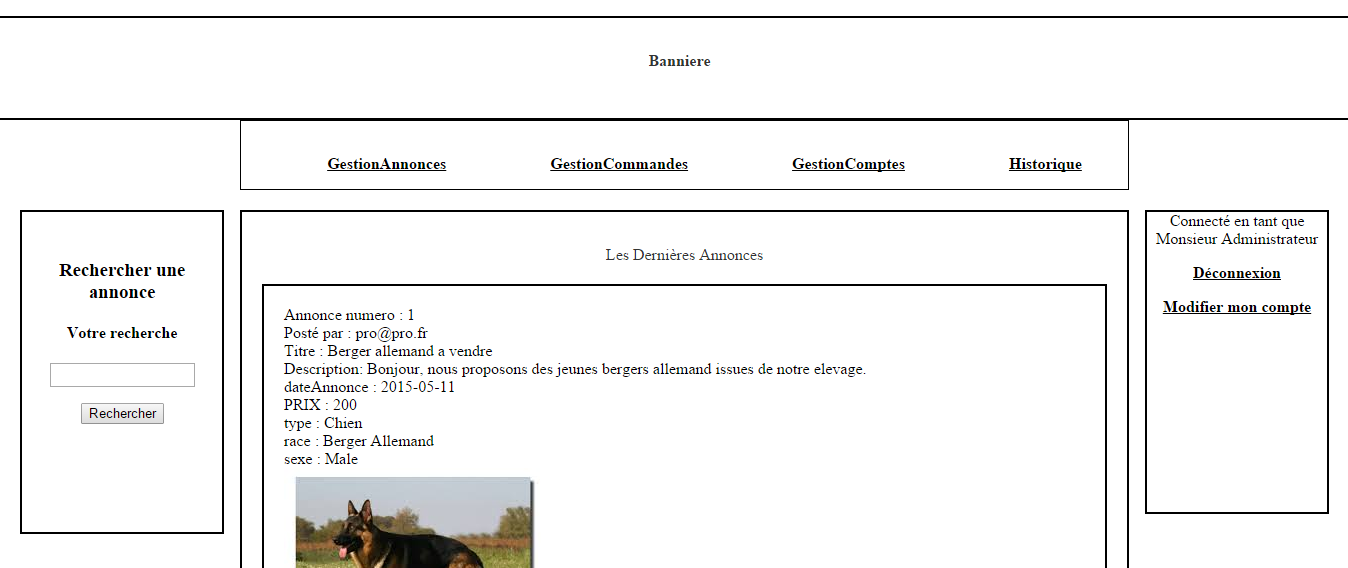 Banniere
GestionAnnonces GestionCommandes GestionComptes Historique
Rechercher une
annonce
Votre recherche
Rechercher
Les Dernières Annonces
Annonce numero : 1
Posté par : pro@pro.fr
Titre : Berger allemand a vendre
Description: Bonjour, nous proposons des jeunes bergers allemand issues de notre elevage.
dateAnnonce : 2015-05-11
PRIX : 200
type : Chien
race : Berger Allemand
sexe : Male
Connecté en tant que
Monsieur Administrateur
Déconnexion
Modifier mon compte